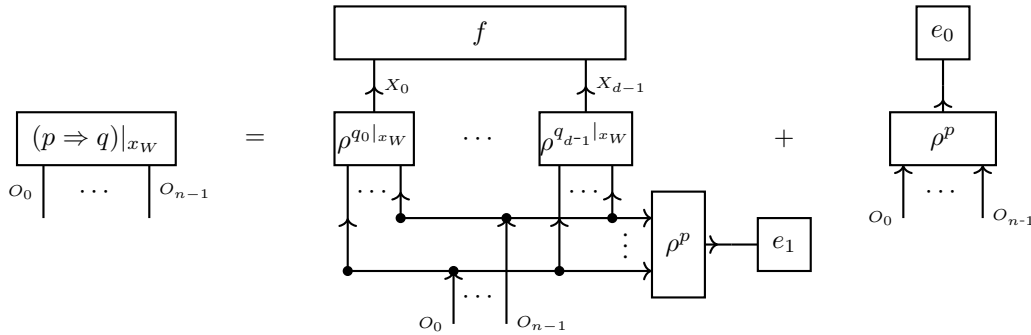 f e_0
X_0 X_{d-1}
(p ⇒ q)|_{x_W} = ρ^{q_0|_{x_W}} ⋯ ρ^{q_{d-1}|_{x_W}} + ρ^p
O_0 ⋯ O_{n-1} ⋯ ⋯ O_0 ⋯ O_{n-1}
⋮ ρ^p e_1
O_0 ⋯ O_{n-1}